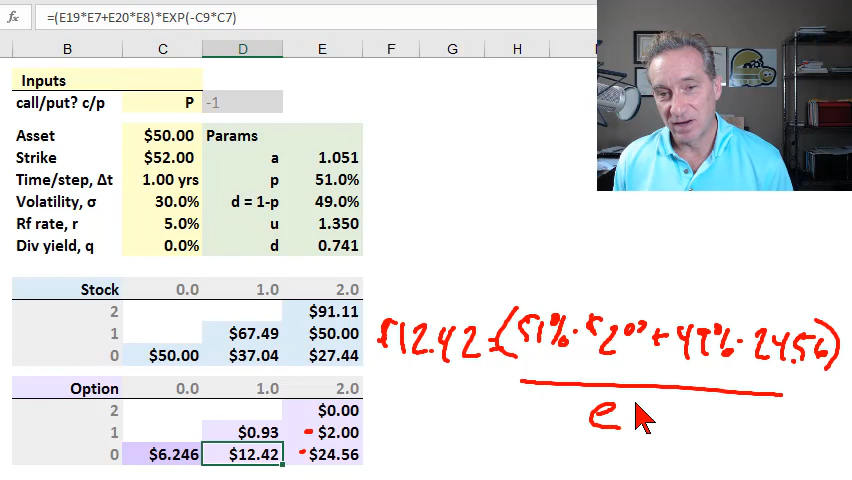 fx =(E19*E7+E20*E8)*EXP(-C9*C7)
B C D E F G H
Inputs
call/put? c/p P -1
Asset $50.00 Params
Strike $52.00 a 1.051
Time/step, Δt 1.00 yrs p 51.0%
Volatility, σ 30.0% d = 1-p 49.0%
Rf rate, r 5.0% u 1.350
Div yield, q 0.0% d 0.741
Stock 0.0 1.0 2.0
2 $91.11
1 $67.49 $50.00
0 $50.00 $37.04 $27.44
Option 0.0 1.0 2.0
2 $0.00
1 $0.93 $2.00
0 $6.246 $12.42 $24.56
$12.42 = (51% · $2.00 + 49% · 24.56)
e